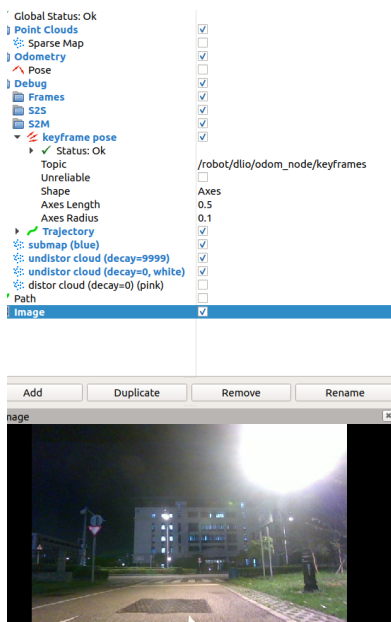 Global Status: Ok
Point Clouds
Sparse Map
Odometry
Pose
Debug
Frames
S2S
S2M
keyframe pose
Status: Ok
Topic /robot/dlio/odom_node/keyframes
Unreliable
Shape Axes
Axes Length 0.5
Axes Radius 0.1
Trajectory
submap (blue)
undistor cloud (decay=9999)
undistor cloud (decay=0, white)
distor cloud (decay=0) (pink)
Path
Image
Add Duplicate Remove Rename
mage